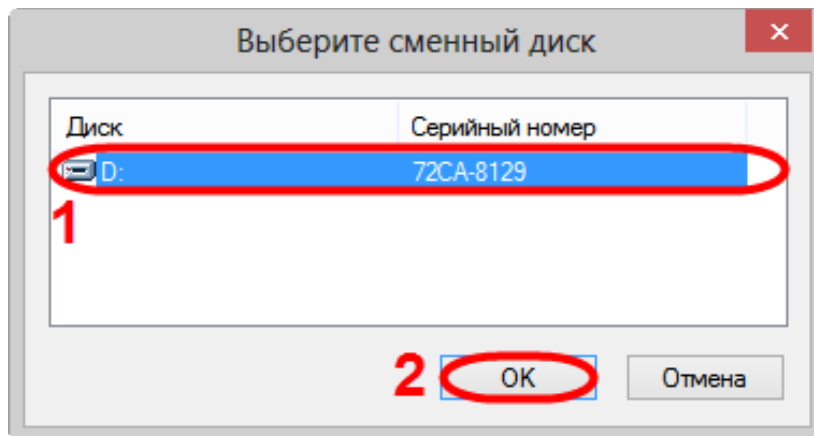 Выберите сменный диск
Диск Серийный номер
D: 72CA-8129
1
2 OK Отмена